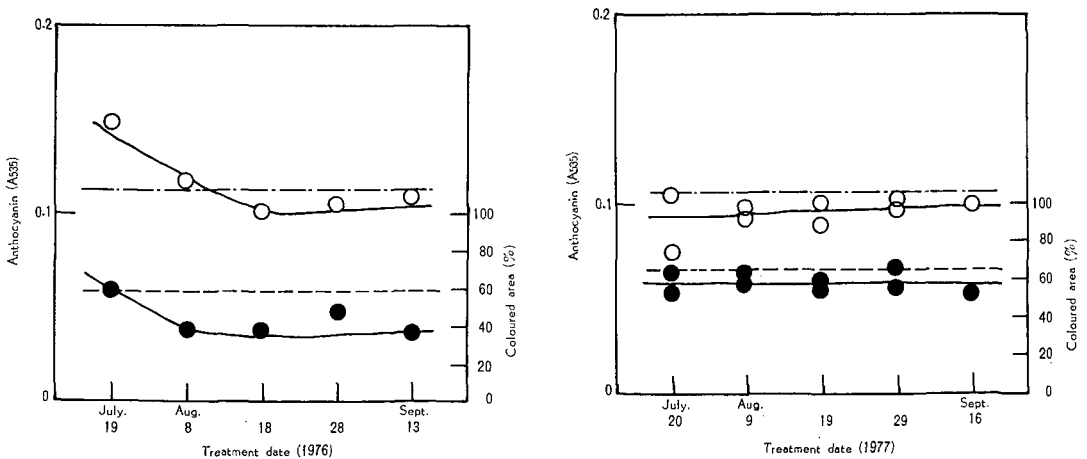 0.2
Anthocyanin (A535)
0.1
0
100
80
60
40
20
0
Coloured area (%)
July. Aug. Sept.
19 8 18 28 13
Treatment date (1976)
0.2
Anthocyanin (A535)
0.1
0
100
80
60
40
20
0
Coloured area (%)
July. Aug. Sept.
20 9 19 29 16
Treatment date (1977)